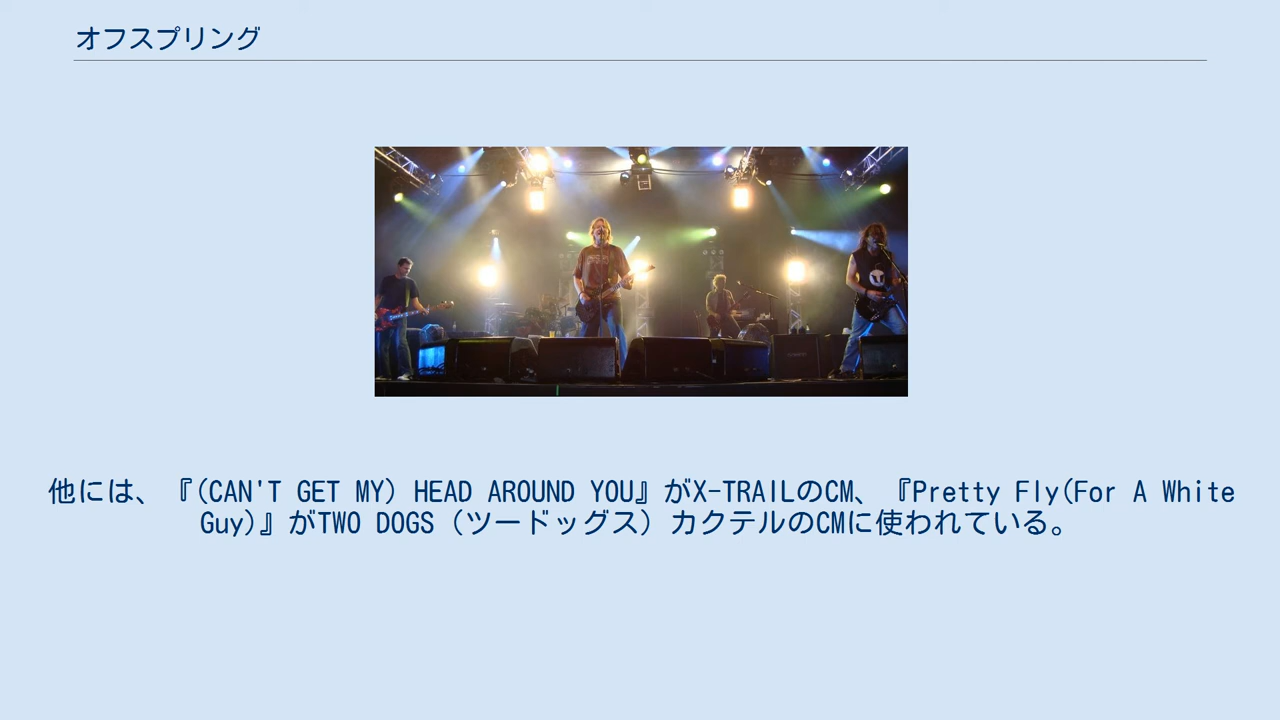 オフスプリング
他には、『(CAN'T GET MY) HEAD AROUND YOU』がX-TRAILのCM、『Pretty Fly(For A White
Guy)』がTWO DOGS（ツードッグス）カクテルのCMに使われている。